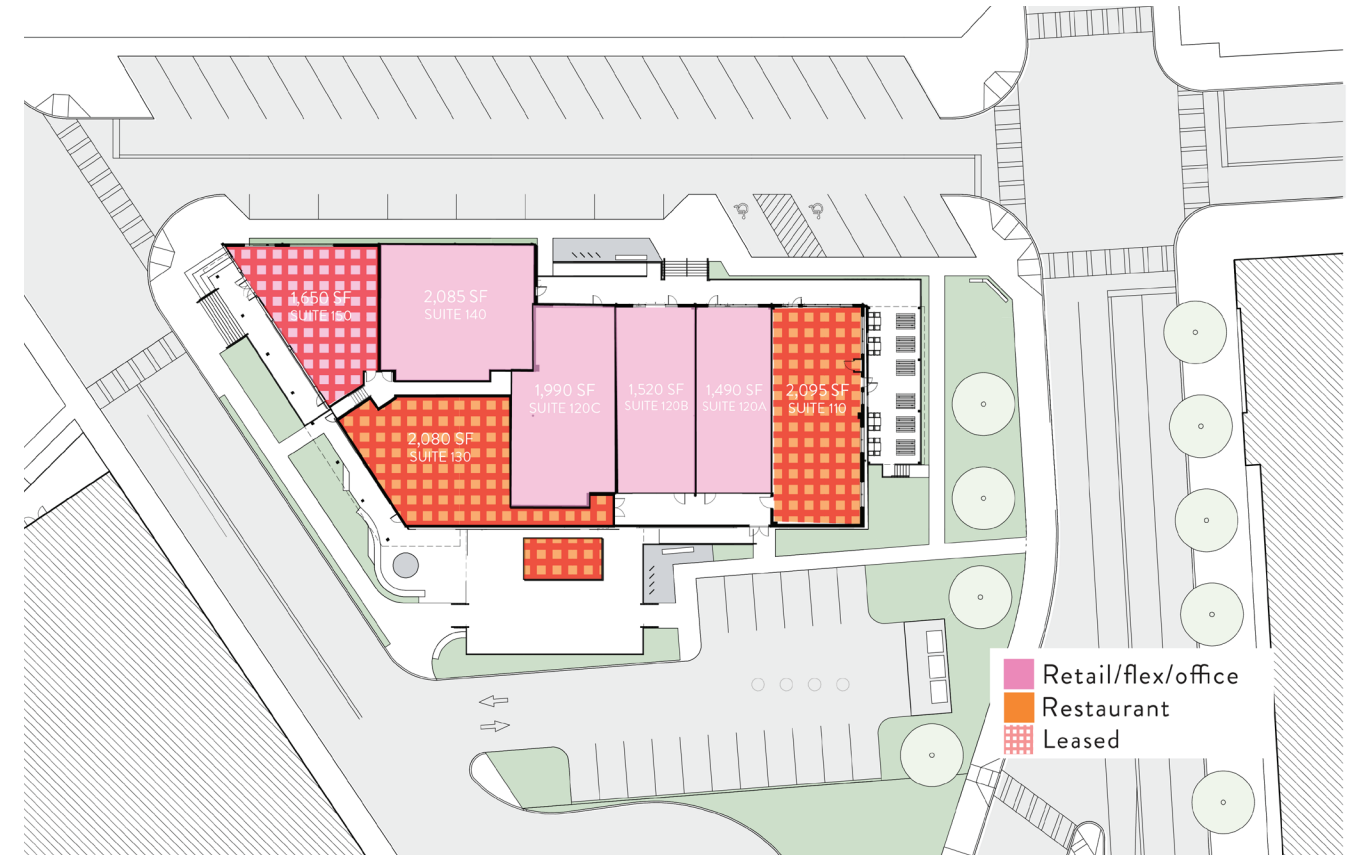 1,650 SF
SUITE 150
2,085 SF
SUITE 140
1,990 SF
SUITE 120C
1,520 SF
SUITE 120B
1,490 SF
SUITE 120A
2,095 SF
SUITE 110
2,080 SF
SUITE 130
Retail/flex/office
Restaurant
Leased